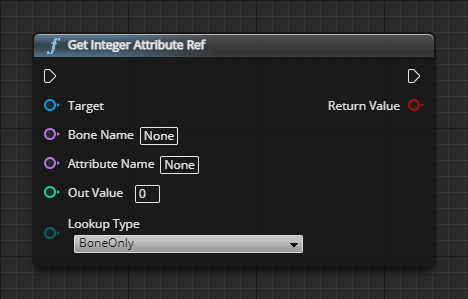 Get Integer Attribute Ref
Target
Return Value
Bone Name None
Attribute Name None
Out Value 0
Lookup Type
BoneOnly